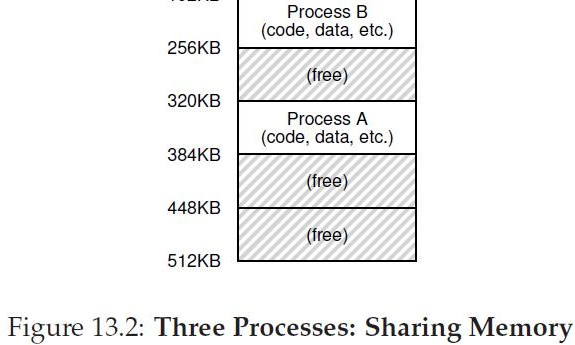 Process B
(code, data, etc.)
256KB
(free)
320KB
Process A
(code, data, etc.)
384KB
(free)
448KB
(free)
512KB
Figure 13.2: Three Processes: Sharing Memory